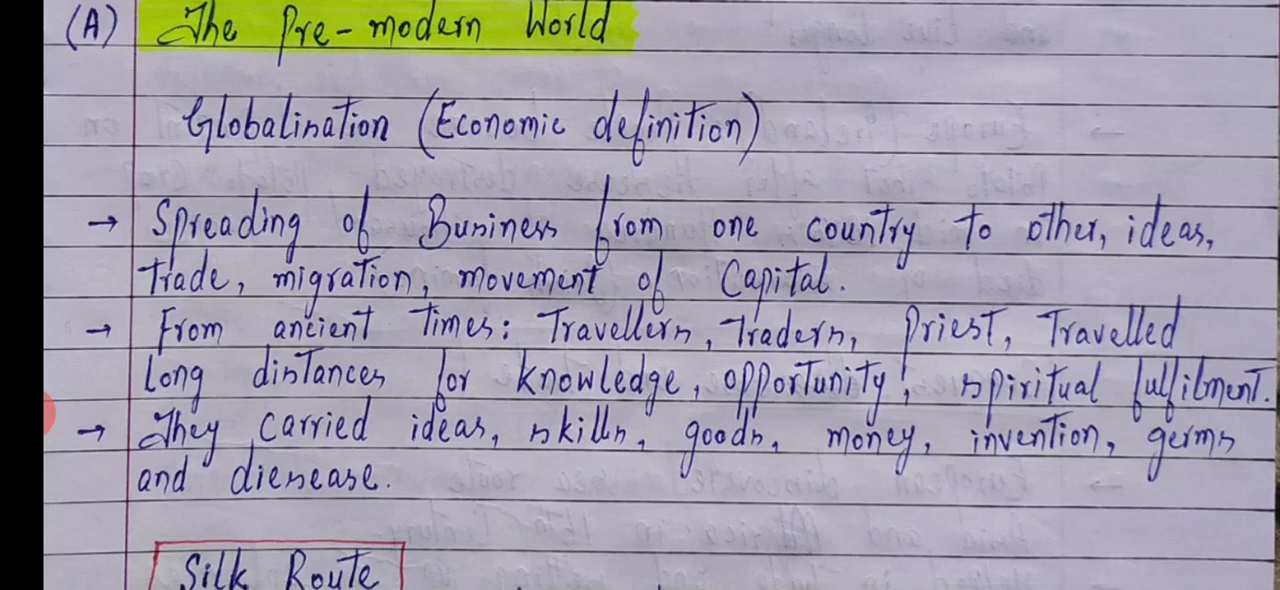 (A) The Pre-modern World
Globalisation (Economic definition)
→ Spreading of Business from one country to other, ideas,
trade, migration, movement of Capital.
→ From ancient times: Travellers, Traders, Priest, Travelled
long distances for knowledge, opportunity, spiritual fulfilment.
→ They carried ideas, skills, goods, money, invention, germs
and diesease.
Silk Route